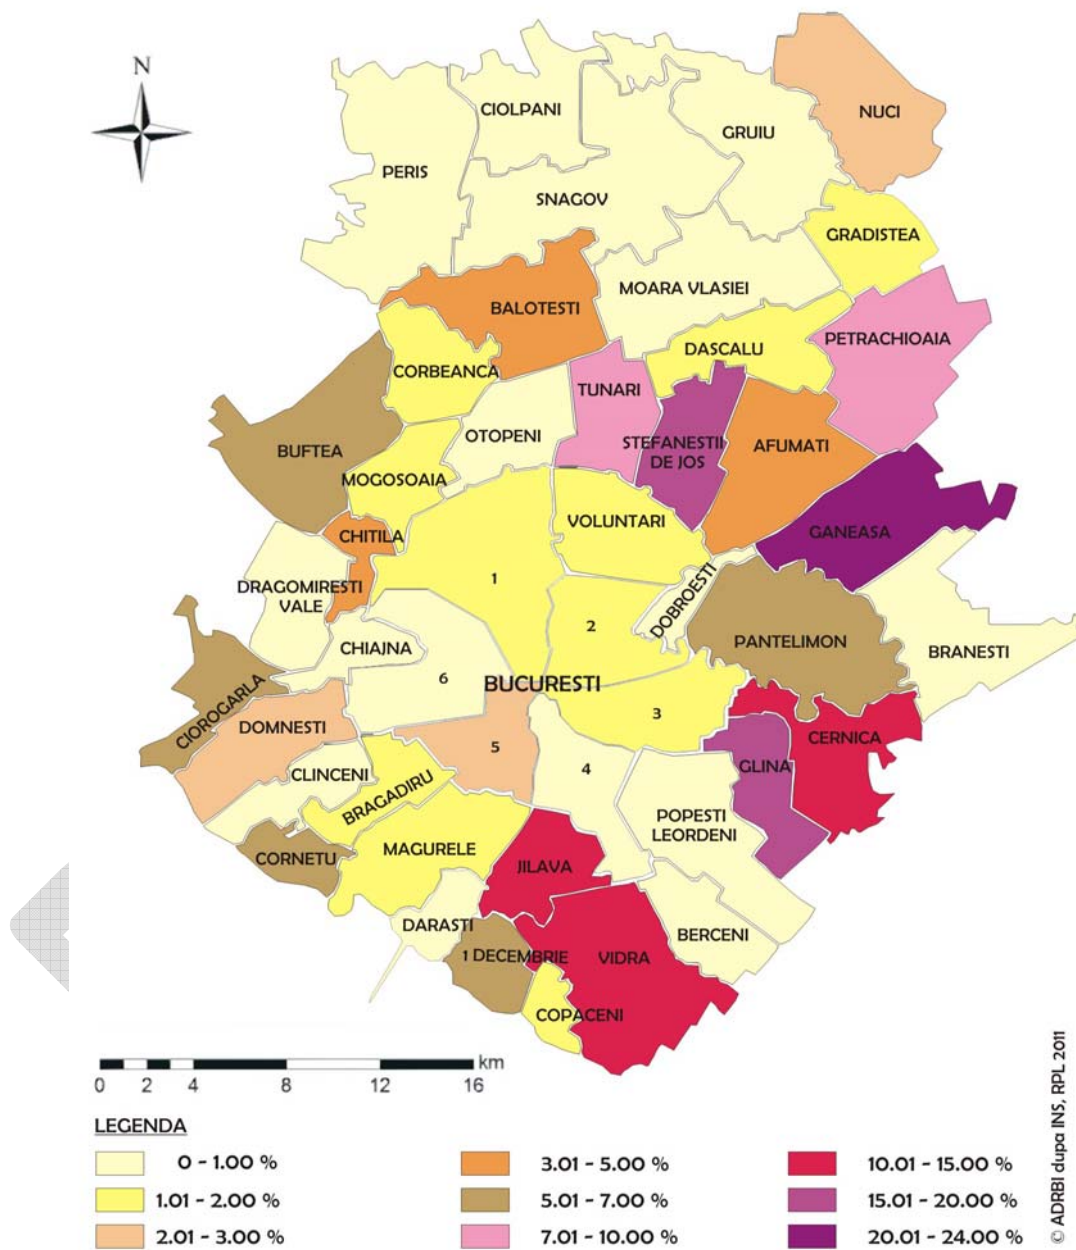 N
CIOLPANI
NUCI
GRUIU
PERIS
SNAGOV
GRADISTEA
MOARA VLASIEI
BALOTESTI
PETRACHIOAIA
DASCALU
CORBEANCA
TUNARI
OTOPENI
STEFANESTII
DE JOS
AFUMATI
BUFTEA
MOGOSOAIA
VOLUNTARI
GANEASA
CHITILA
1
DRAGOMIRESTI
VALE
DOBROESTI
2
PANTELIMON
CHIAJNA
BRANESTI
6
BUCURESTI
CIOROGARLA
3
DOMNESTI
5
CERNICA
4
GLINA
CLINCENI
BRAGADIRU
POPESTI
LEORDENI
MAGURELE
CORNETU
JILAVA
DARASTI
BERCENI
1 DECEMBRIE
VIDRA
COPACENI
km
0 2 4 8 12 16
LEGENDA
0 - 1.00 %
1.01 - 2.00 %
2.01 - 3.00 %
3.01 - 5.00 %
5.01 - 7.00 %
7.01 - 10.00 %
10.01 - 15.00 %
15.01 - 20.00 %
20.01 - 24.00 %
© ADRBI dupa INS, RPL 2011